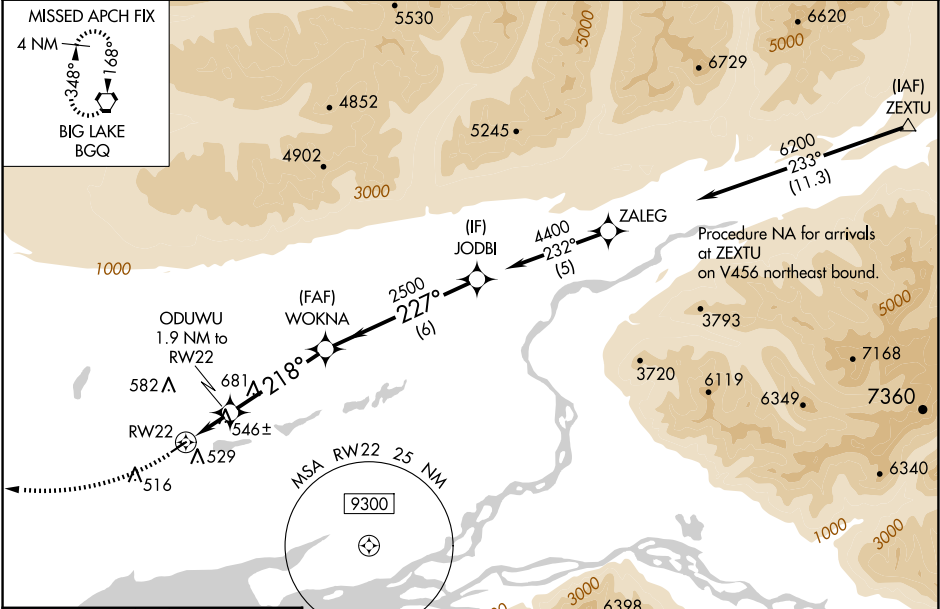 MISSED APCH FIX
4 NM
348°
168°
BIG LAKE
BGQ
5530
5000
6620
5000
6729
4852
5245
4902
3000
(IAF)
ZEXTU
6200
233°
(11.3)
ZALEG
4400
232°
(5)
(IF)
JODBI
Procedure NA for arrivals
at ZEXTU
on V456 northeast bound.
1000
2500
227°
(6)
(FAF)
WOKNA
5000
3793
ODUWU
1.9 NM to
RW22
218°
3720
6119
7168
6349
7360
582
681
546±
RW22
529
516
6340
MSA RW22 25 NM
9300
1000
3000
3000
6398